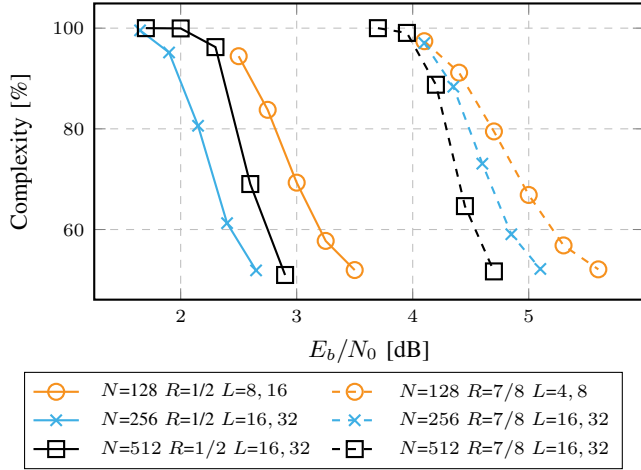 100
80
60
Complexity [%]
2 3 4 5
E_b/N_0 [dB]
N=128 R=1/2 L=8, 16 N=128 R=7/8 L=4, 8
N=256 R=1/2 L=16, 32 N=256 R=7/8 L=16, 32
N=512 R=1/2 L=16, 32 N=512 R=7/8 L=16, 32